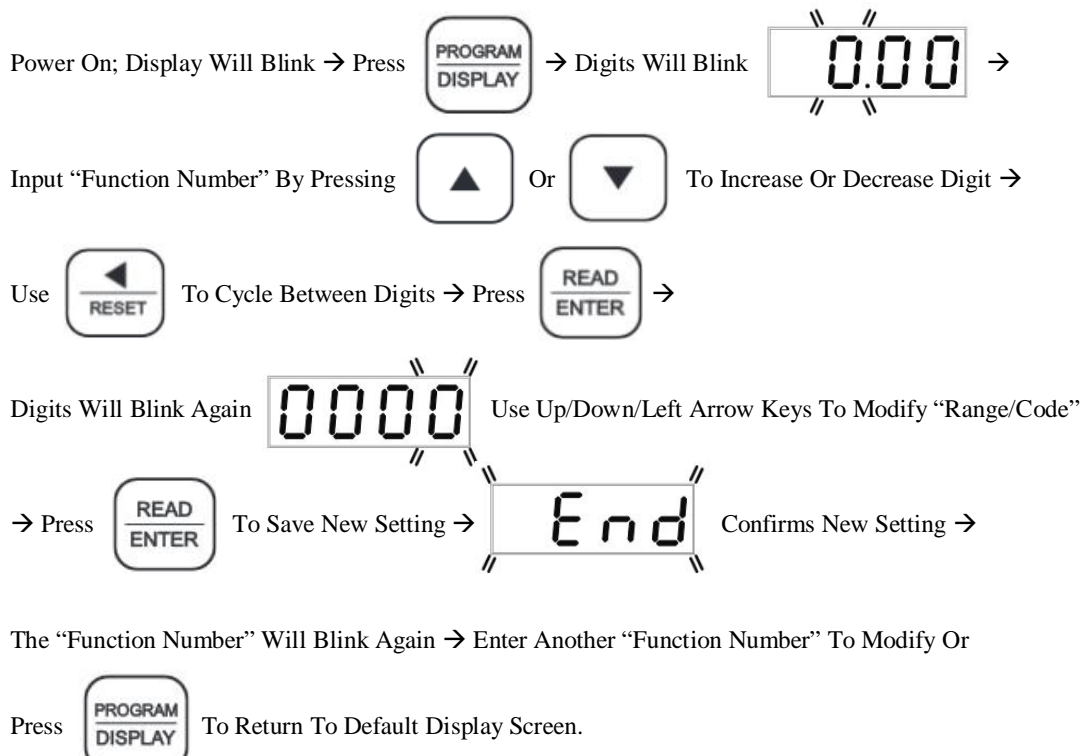 Power On; Display Will Blink → Press PROGRAM DISPLAY → Digits Will Blink 0.00 →
Input “Function Number” By Pressing ▲ Or ▼ To Increase Or Decrease Digit →
Use ◀ RESET To Cycle Between Digits → Press READ ENTER →
Digits Will Blink Again 0000 Use Up/Down/Left Arrow Keys To Modify “Range/Code”
→ Press READ ENTER To Save New Setting → End Confirms New Setting →
The “Function Number” Will Blink Again → Enter Another “Function Number” To Modify Or
Press PROGRAM DISPLAY To Return To Default Display Screen.